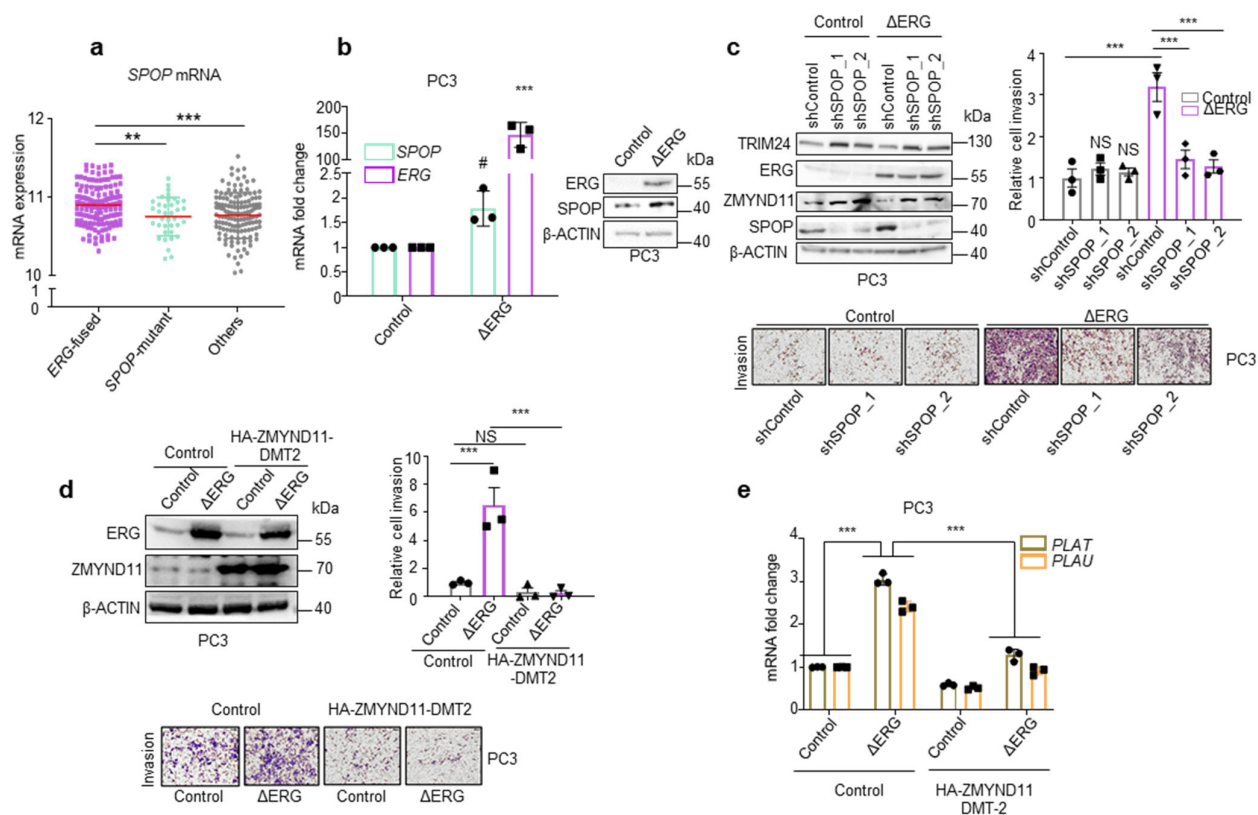 a
SPOP mRNA
mRNA expression
11
10
1
0
**
***
ERG-fused
SPOP-mutant
Others
b
PC3
mRNA fold change
200
150
100
5
4
3
2.5
2.0
1.5
1.0
0.5
0
#
***
SPOP
ERG
Control
ΔERG
Control
ΔERG
kDa
ERG
55
SPOP
40
β-ACTIN
40
PC3
c
Control
ΔERG
shControl
shSPOP_1
shSPOP_2
shControl
shSPOP_1
shSPOP_2
kDa
TRIM24
130
ERG
55
ZMYND11
70
SPOP
40
β-ACTIN
40
PC3
Relative cell invasion
4
3
2
1
0
***
***
***
NS
NS
Control
ΔERG
shControl
shSPOP_1
shSPOP_2
shControl
shSPOP_1
shSPOP_2
Control
ΔERG
Invasion
PC3
shControl
shSPOP_1
shSPOP_2
shControl
shSPOP_1
shSPOP_2
d
Control
HA-ZMYND11-
DMT2
Control
ΔERG
Control
ΔERG
kDa
ERG
55
ZMYND11
70
β-ACTIN
40
PC3
Relative cell invasion
10
8
6
4
2
0
***
NS
***
Control
ΔERG
Control
ΔERG
Control
HA-ZMYND11
-DMT2
Control
HA-ZMYND11-DMT2
Invasion
PC3
Control
ΔERG
Control
ΔERG
e
PC3
mRNA fold change
4
3
2
1
0
***
***
PLAT
PLAU
Control
ΔERG
Control
ΔERG
Control
HA-ZMYND11
DMT-2